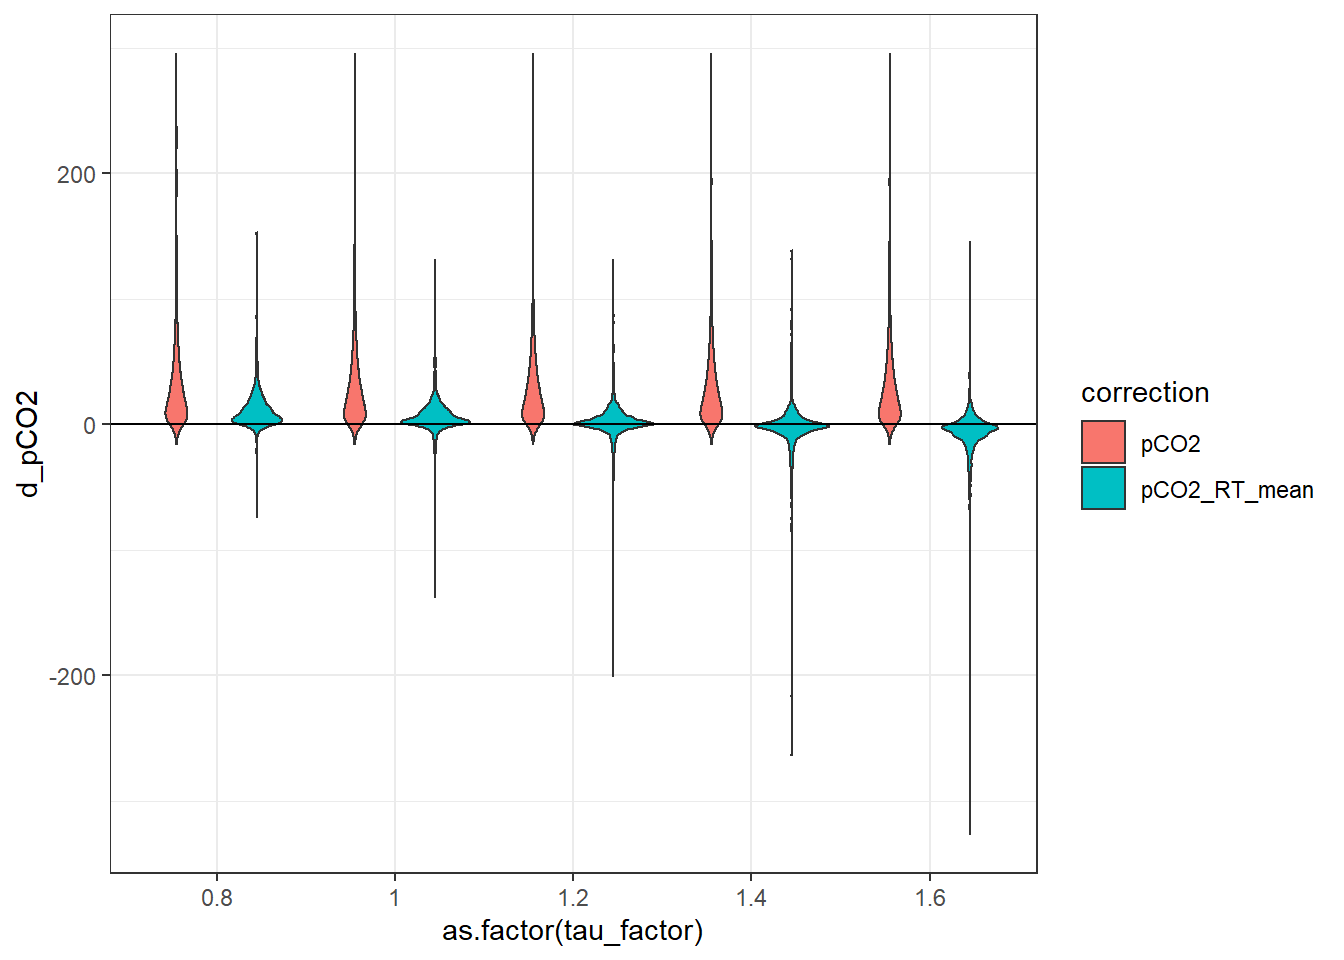 200
0
-200
d_pCO2
0.8
1
1.2
1.4
1.6
as.factor(tau_factor)
correction
pCO2
pCO2_RT_mean